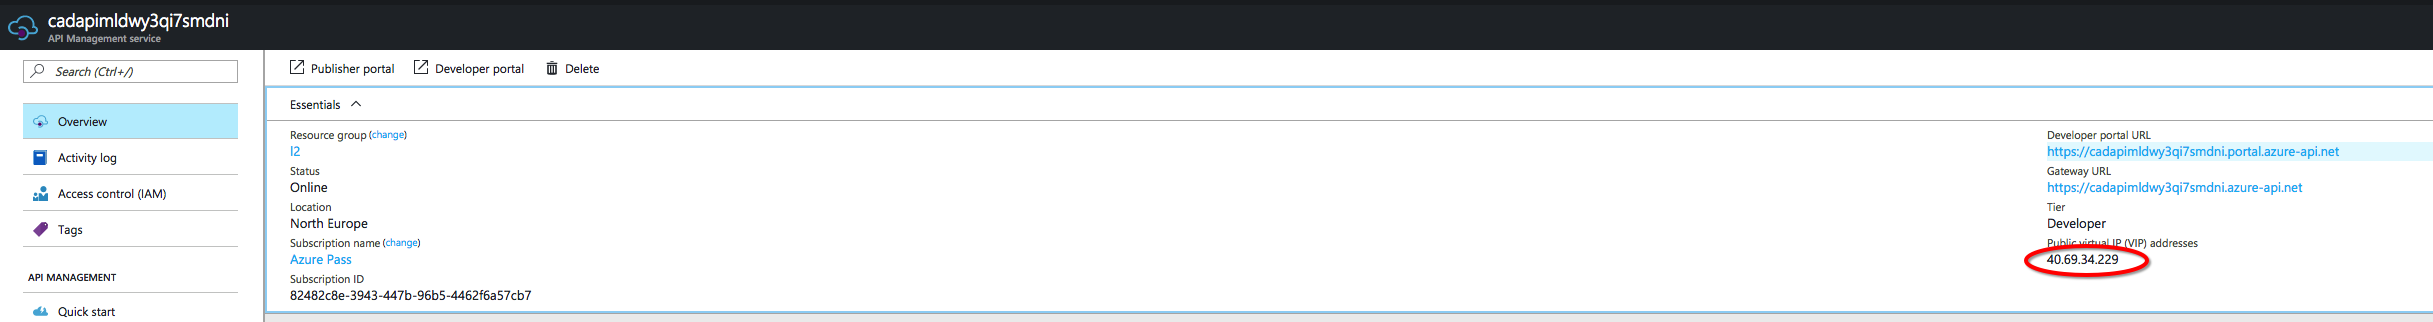 cadapimldwy3qi7smdni
API Management service
Search (Ctrl+/)
Overview
Activity log
Access control (IAM)
Tags
API MANAGEMENT
Quick start
Publisher portal
Developer portal
Delete
Essentials
Resource group (change)
l2
Status
Online
Location
North Europe
Subscription name (change)
Azure Pass
Subscription ID
82482c8e-3943-447b-96b5-4462f6a57cb7
Developer portal URL
https://cadapimldwy3qi7smdni.portal.azure-api.net
Gateway URL
https://cadapimldwy3qi7smdni.azure-api.net
Tier
Developer
Public virtual IP (VIP) addresses
40.69.34.229